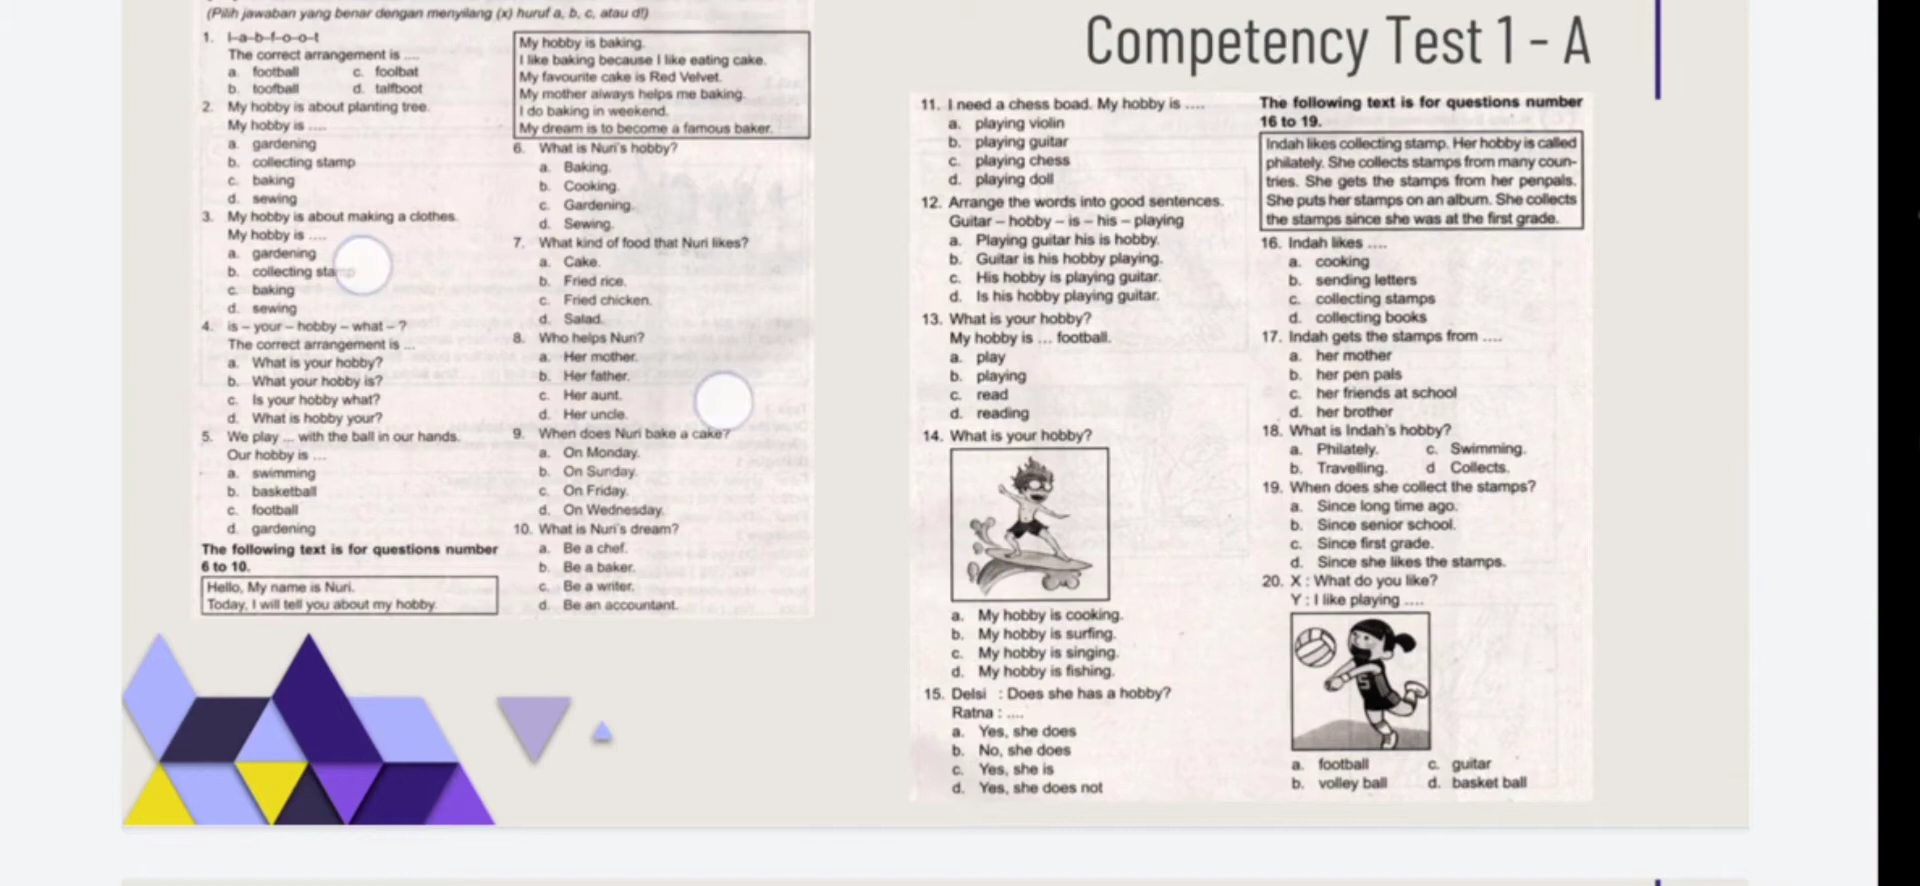 (Pilih jawaban yang benar dengan menyilang (x) huruf a, b, c, atau d!)
1. l–a–b–f–o–o–t
The correct arrangement is ....
a. football c. foolbat
b. toofball d. talfboot
2. My hobby is about planting tree.
My hobby is ....
a. gardening
b. collecting stamp
c. baking
d. sewing
3. My hobby is about making a clothes.
My hobby is ....
a. gardening
b. collecting stamp
c. baking
d. sewing
4. is – your – hobby – what – ?
The correct arrangement is ...
a. What is your hobby?
b. What your hobby is?
c. Is your hobby what?
d. What is hobby your?
5. We play ... with the ball in our hands.
Our hobby is ...
a. swimming
b. basketball
c. football
d. gardening
The following text is for questions number
6 to 10.
Hello, My name is Nuri.
Today, I will tell you about my hobby.
My hobby is baking.
I like baking because I like eating cake.
My favourite cake is Red Velvet.
My mother always helps me baking.
I do baking in weekend.
My dream is to become a famous baker.
6. What is Nuri's hobby?
a. Baking.
b. Cooking.
c. Gardening.
d. Sewing.
7. What kind of food that Nuri likes?
a. Cake.
b. Fried rice.
c. Fried chicken.
d. Salad.
8. Who helps Nuri?
a. Her mother.
b. Her father.
c. Her aunt.
d. Her uncle.
9. When does Nuri bake a cake?
a. On Monday.
b. On Sunday.
c. On Friday.
d. On Wednesday.
10. What is Nuri's dream?
a. Be a chef.
b. Be a baker.
c. Be a writer.
d. Be an accountant.
Competency Test 1 - A
11. I need a chess boad. My hobby is ....
a. playing violin
b. playing guitar
c. playing chess
d. playing doll
12. Arrange the words into good sentences.
Guitar – hobby – is – his – playing
a. Playing guitar his is hobby.
b. Guitar is his hobby playing.
c. His hobby is playing guitar.
d. Is his hobby playing guitar.
13. What is your hobby?
My hobby is ... football.
a. play
b. playing
c. read
d. reading
14. What is your hobby?
a. My hobby is cooking.
b. My hobby is surfing.
c. My hobby is singing.
d. My hobby is fishing.
15. Delsi : Does she has a hobby?
Ratna : ....
a. Yes, she does
b. No, she does
c. Yes, she is
d. Yes, she does not
The following text is for questions number
16 to 19.
Indah likes collecting stamp. Her hobby is called
philately. She collects stamps from many coun-
tries. She gets the stamps from her penpals.
She puts her stamps on an album. She collects
the stamps since she was at the first grade.
16. Indah likes ....
a. cooking
b. sending letters
c. collecting stamps
d. collecting books
17. Indah gets the stamps from ....
a. her mother
b. her pen pals
c. her friends at school
d. her brother
18. What is Indah's hobby?
a. Philately. c. Swimming.
b. Travelling. d Collects.
19. When does she collect the stamps?
a. Since long time ago.
b. Since senior school.
c. Since first grade.
d. Since she likes the stamps.
20. X : What do you like?
Y : I like playing ....
5
a. football c. guitar
b. volley ball d. basket ball